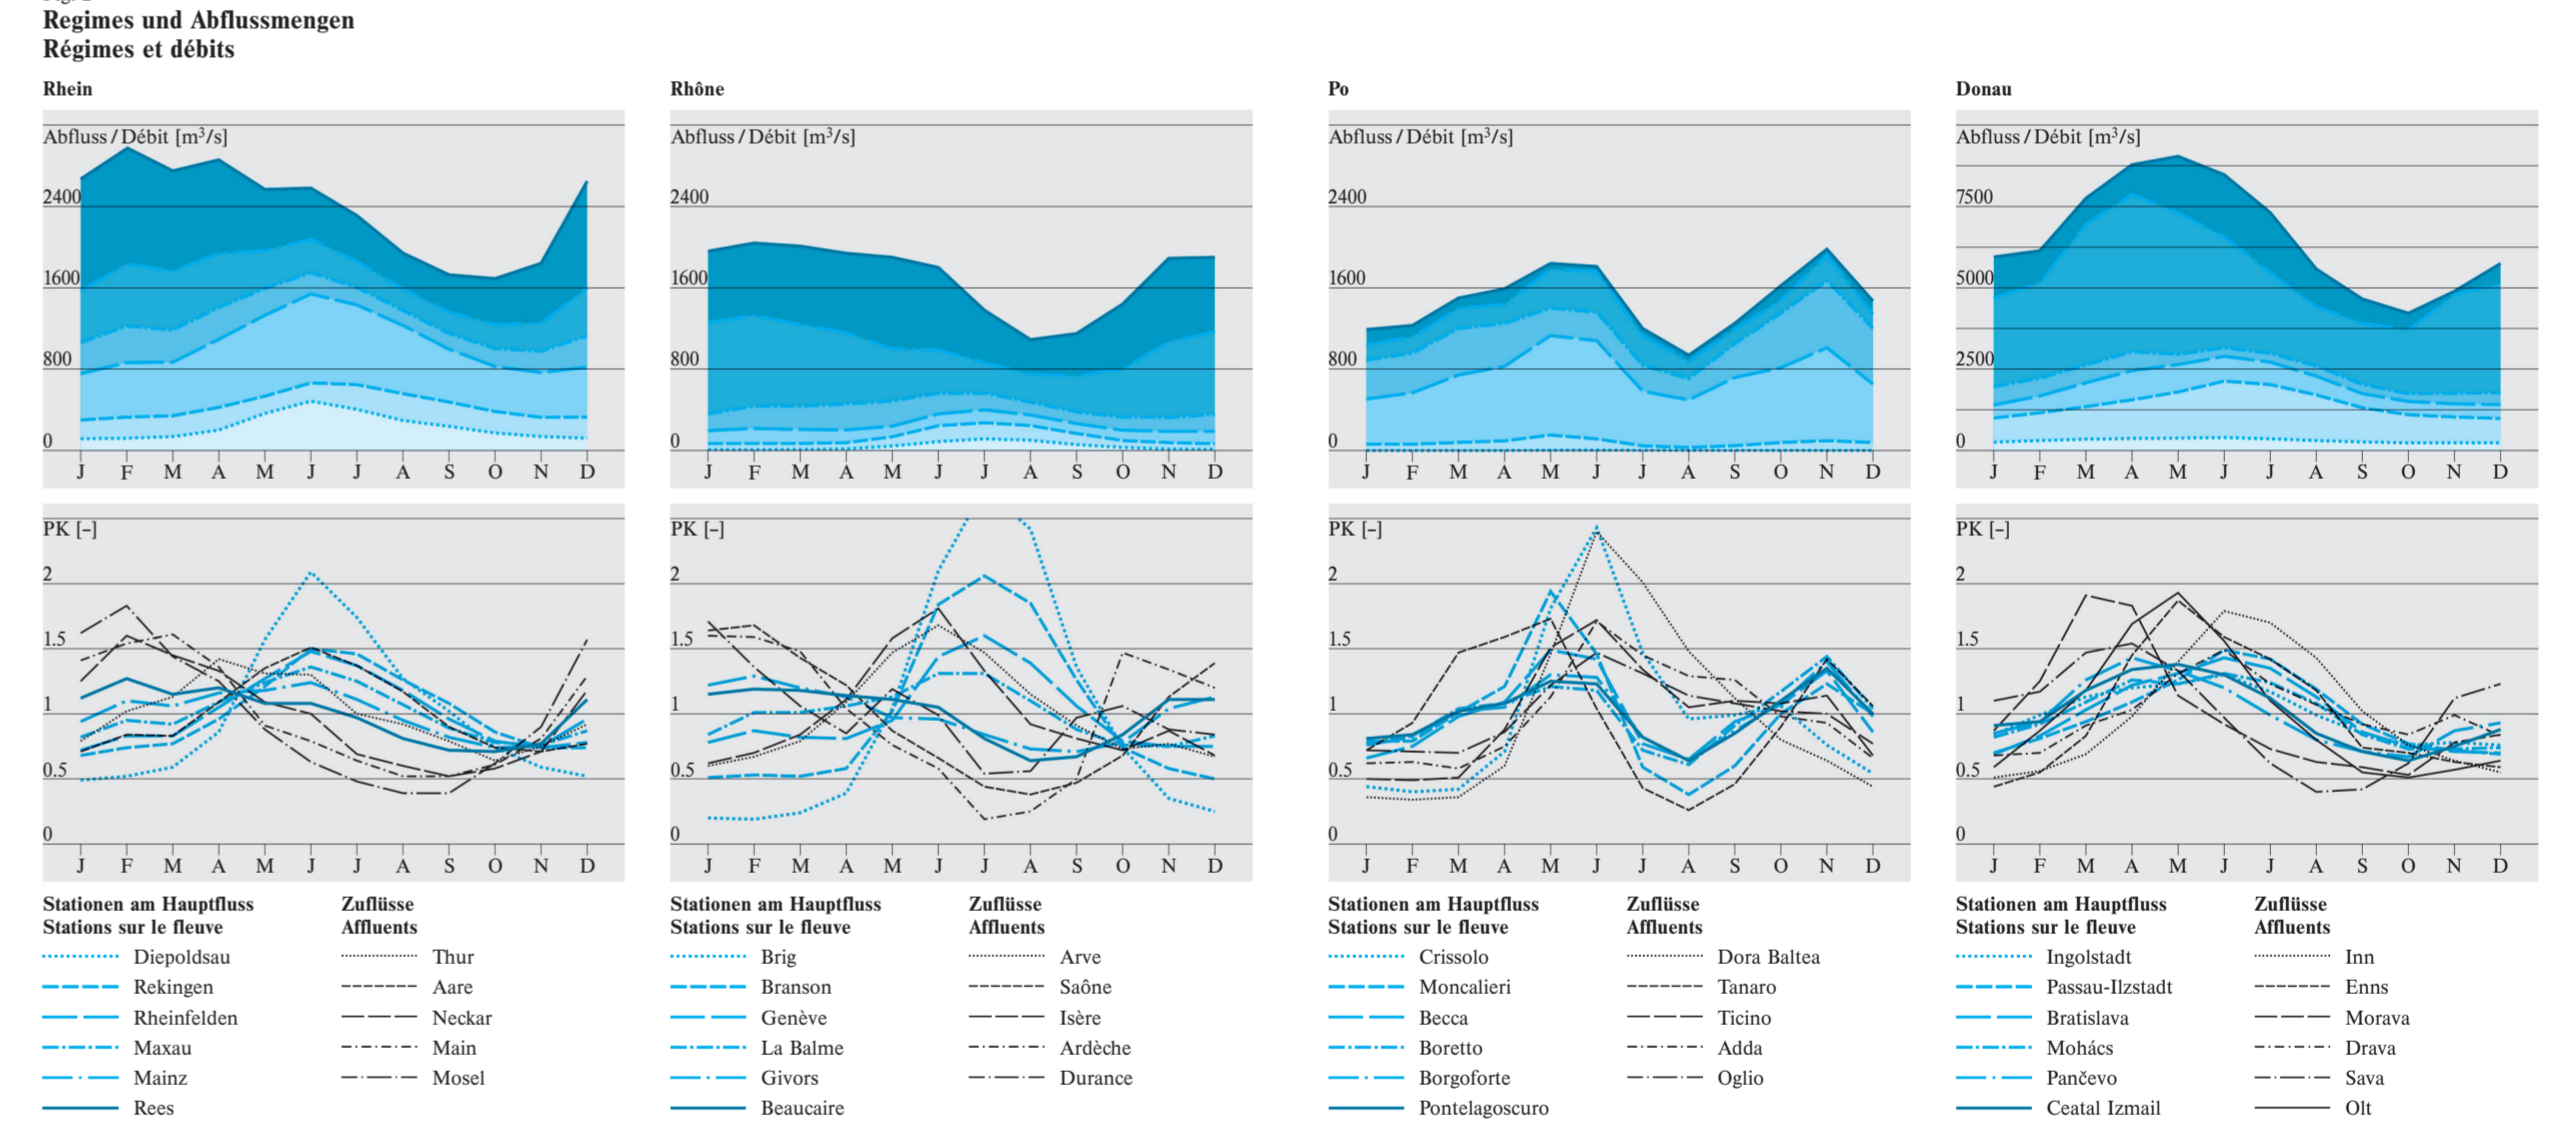 Regimes und Abflussmengen
Régimes et débits
Rhein
Abfluss / Débit [m³/s]
2400
1600
800
0
J F M A M J J A S O N D
PK [–]
2
1.5
1
0.5
0
J F M A M J J A S O N D
Stationen am Hauptfluss
Stations sur le fleuve
Diepoldsau
Rekingen
Rheinfelden
Maxau
Mainz
Rees
Zuflüsse
Affluents
Thur
Aare
Neckar
Main
Mosel
Rhône
Abfluss / Débit [m³/s]
2400
1600
800
0
J F M A M J J A S O N D
PK [–]
2
1.5
1
0.5
0
J F M A M J J A S O N D
Stationen am Hauptfluss
Stations sur le fleuve
Brig
Branson
Genève
La Balme
Givors
Beaucaire
Zuflüsse
Affluents
Arve
Saône
Isère
Ardèche
Durance
Po
Abfluss / Débit [m³/s]
2400
1600
800
0
J F M A M J J A S O N D
PK [–]
2
1.5
1
0.5
0
J F M A M J J A S O N D
Stationen am Hauptfluss
Stations sur le fleuve
Crissolo
Moncalieri
Becca
Boretto
Borgoforte
Pontelagoscuro
Zuflüsse
Affluents
Dora Baltea
Tanaro
Ticino
Adda
Oglio
Donau
Abfluss / Débit [m³/s]
7500
5000
2500
0
J F M A M J J A S O N D
PK [–]
2
1.5
1
0.5
0
J F M A M J J A S O N D
Stationen am Hauptfluss
Stations sur le fleuve
Ingolstadt
Passau-Ilzstadt
Bratislava
Mohács
Pančevo
Ceatal Izmail
Zuflüsse
Affluents
Inn
Enns
Morava
Drava
Sava
Olt